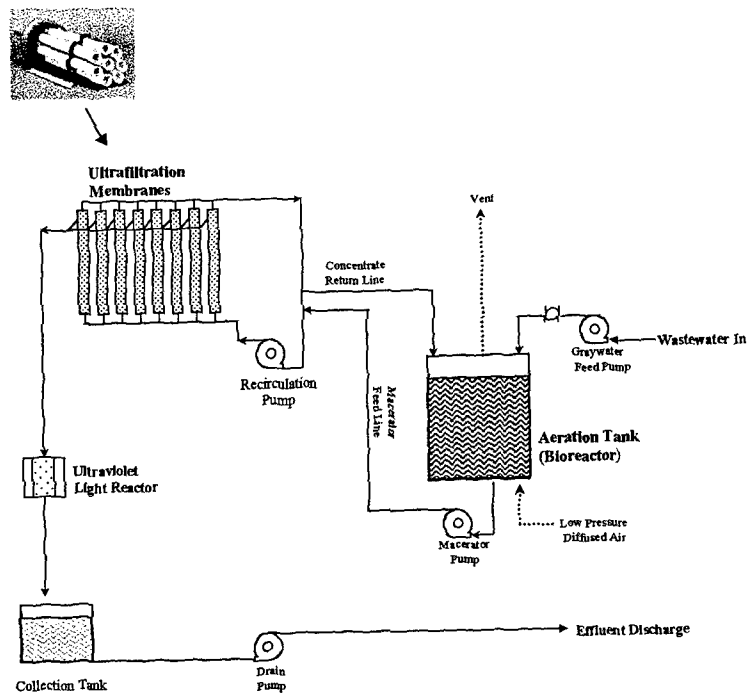 Ultrafiltration
Membranes
Vent
Concentrate
Return Line
Wastewater In
Graywater
Feed Pump
Recirculation
Pump
Macerator
Feed Line
Aeration Tank
(Bioreactor)
Ultraviolet
Light Reactor
Low Pressure
Diffused Air
Macerator
Pump
Effluent Discharge
Collection Tank
Drain
Pump